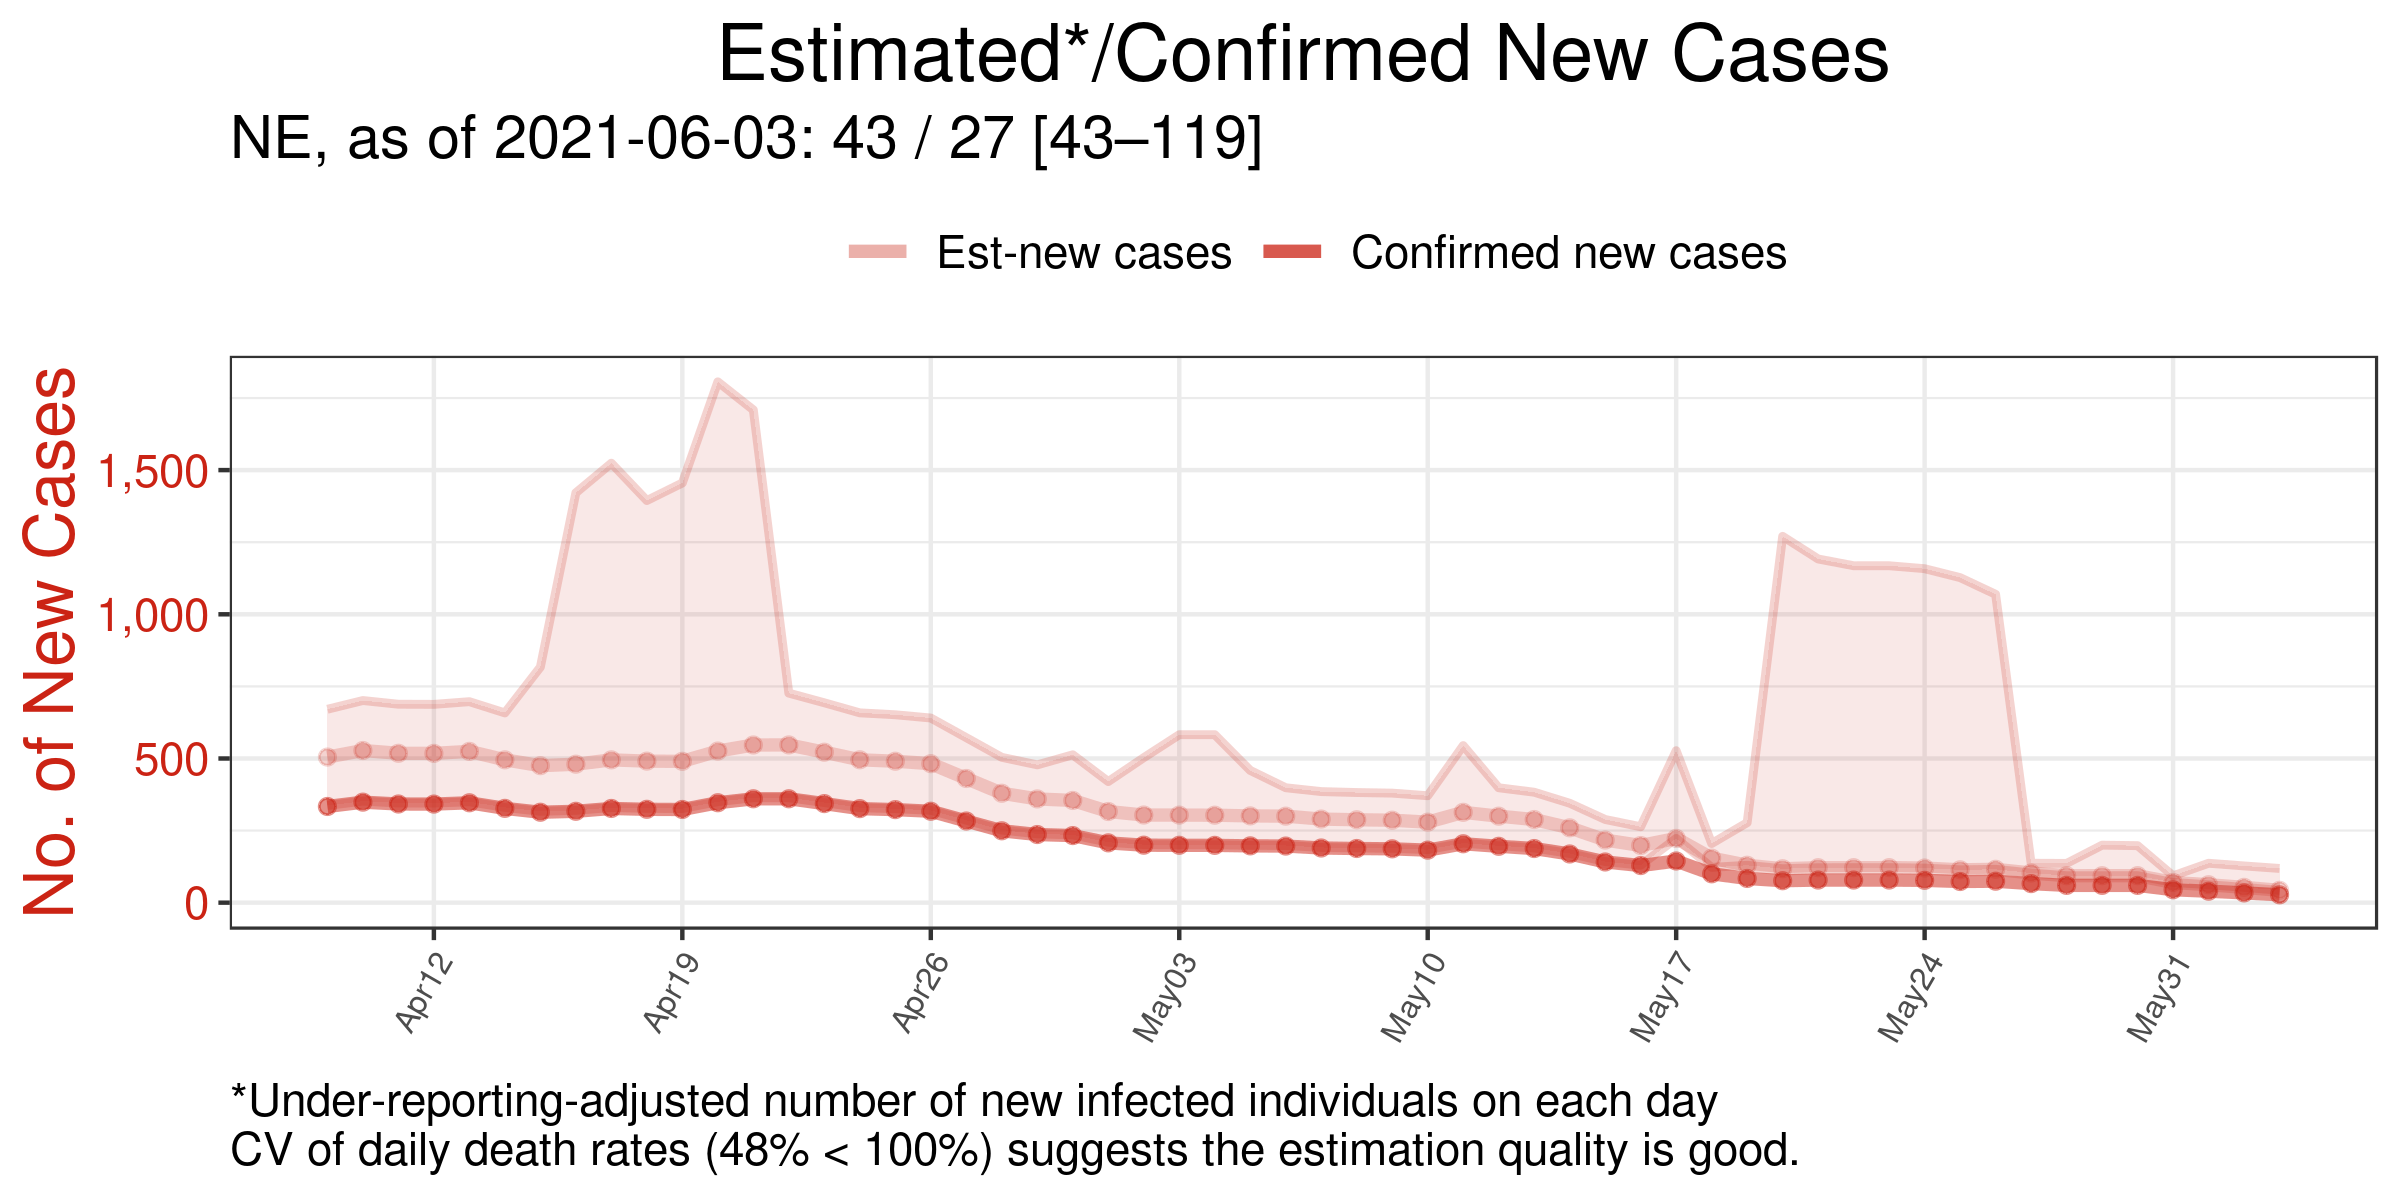 Estimated*/Confirmed New Cases
NE, as of 2021-06-03: 43 / 27 [43–119]
Est-new cases Confirmed new cases
No. of New Cases
1,500
1,000
500
0
Apr12 Apr19 Apr26 May03 May10 May17 May24 May31
*Under-reporting-adjusted number of new infected individuals on each day
CV of daily death rates (48% < 100%) suggests the estimation quality is good.